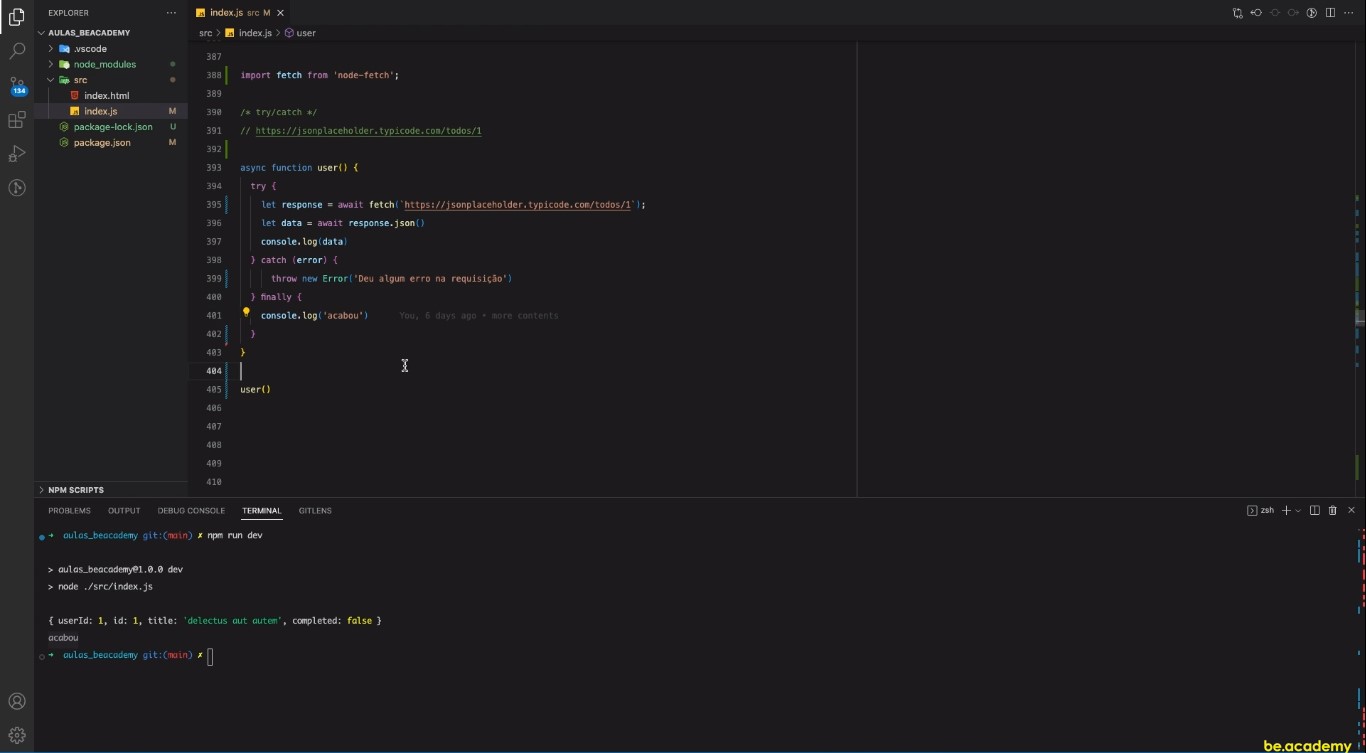 EXPLORER
index.js src M
AULAS_BEACADEMY
src > index.js > user
.vscode
node_modules
src
index.html
index.js M
package-lock.json U
package.json M
134
387
388 import fetch from 'node-fetch';
389
390 /* try/catch */
391 // https://jsonplaceholder.typicode.com/todos/1
392
393 async function user() {
394 try {
395 let response = await fetch(`https://jsonplaceholder.typicode.com/todos/1`);
396 let data = await response.json()
397 console.log(data)
398 } catch (error) {
399 throw new Error('Deu algum erro na requisição')
400 } finally {
401 console.log('acabou') You, 6 days ago • more contents
402 }
403 }
404
405 user()
406
407
408
409
410
NPM SCRIPTS
PROBLEMS OUTPUT DEBUG CONSOLE TERMINAL GITLENS
zsh
→ aulas_beacademy git:(main) ✗ npm run dev
> aulas_beacademy@1.0.0 dev
> node ./src/index.js
{ userId: 1, id: 1, title: 'delectus aut autem', completed: false }
acabou
→ aulas_beacademy git:(main) ✗
be.academy